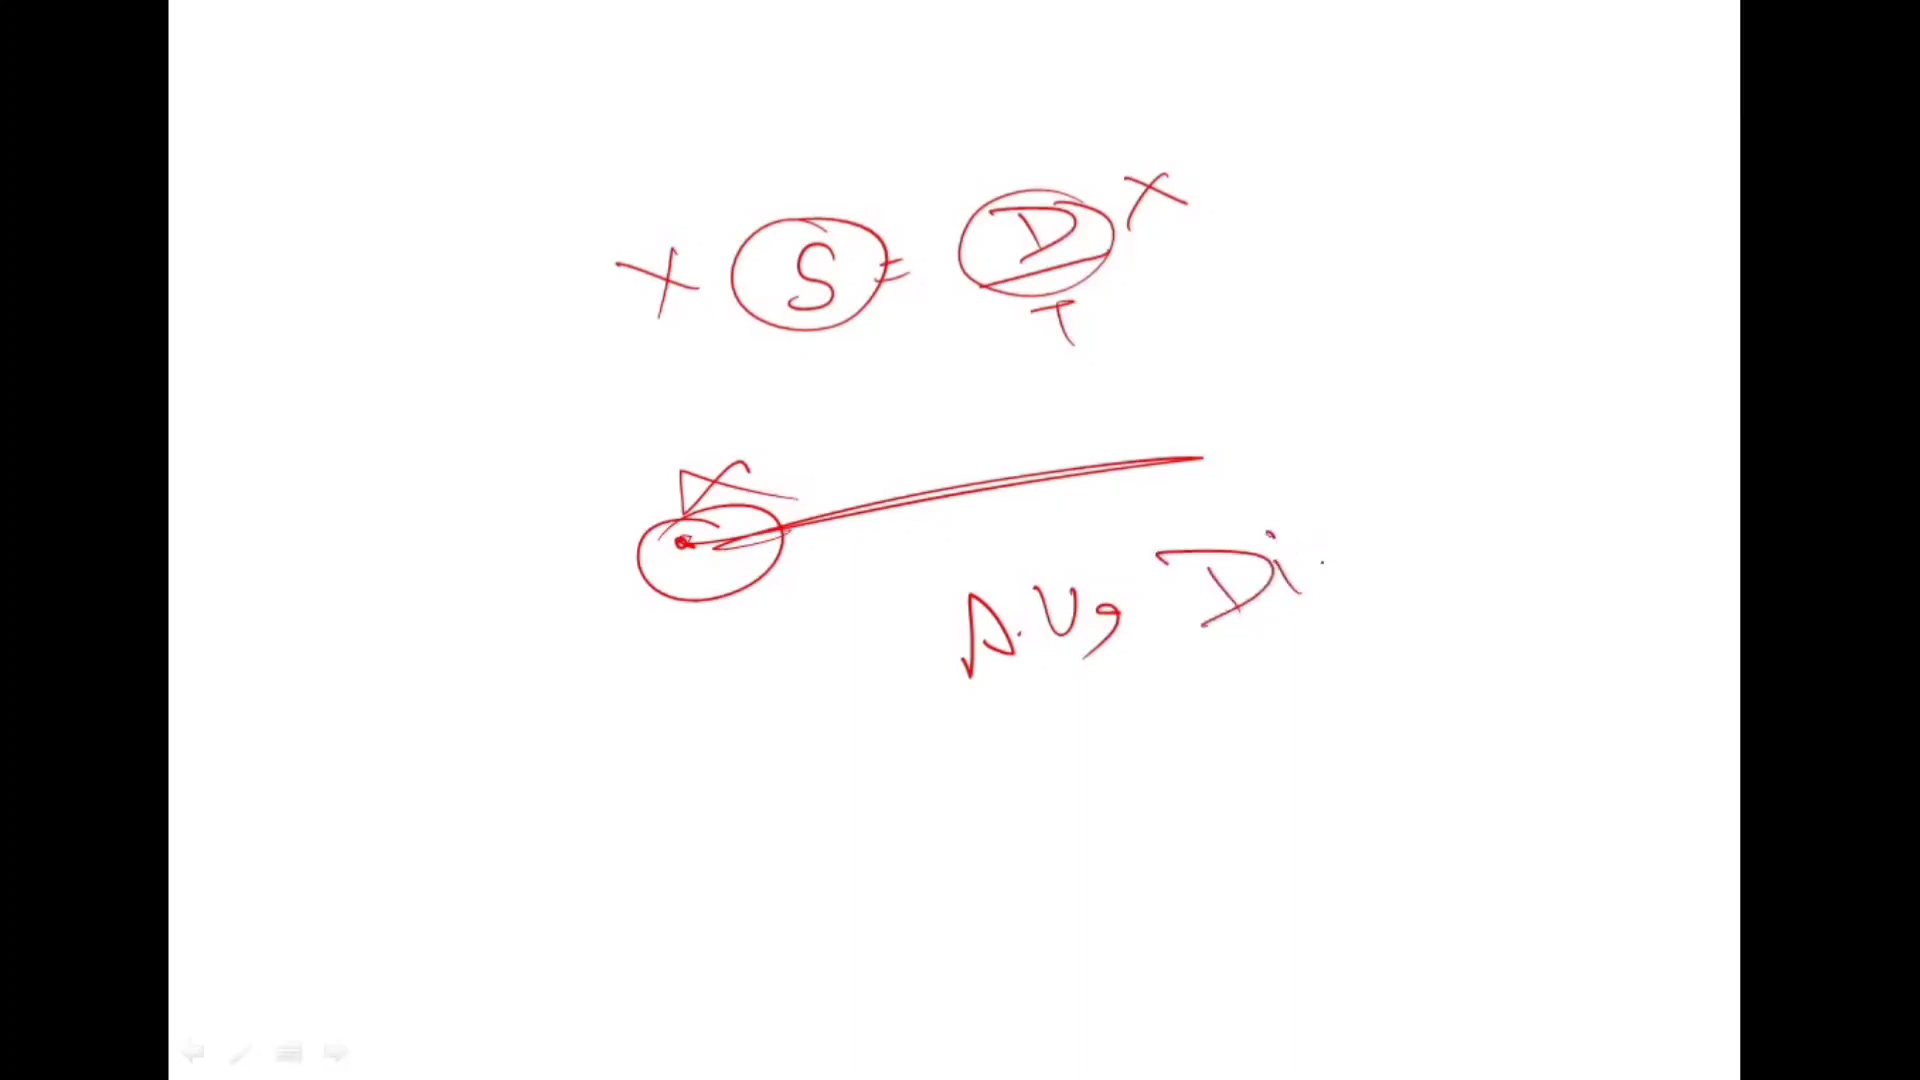 x S = D x
T
A.Vg Di